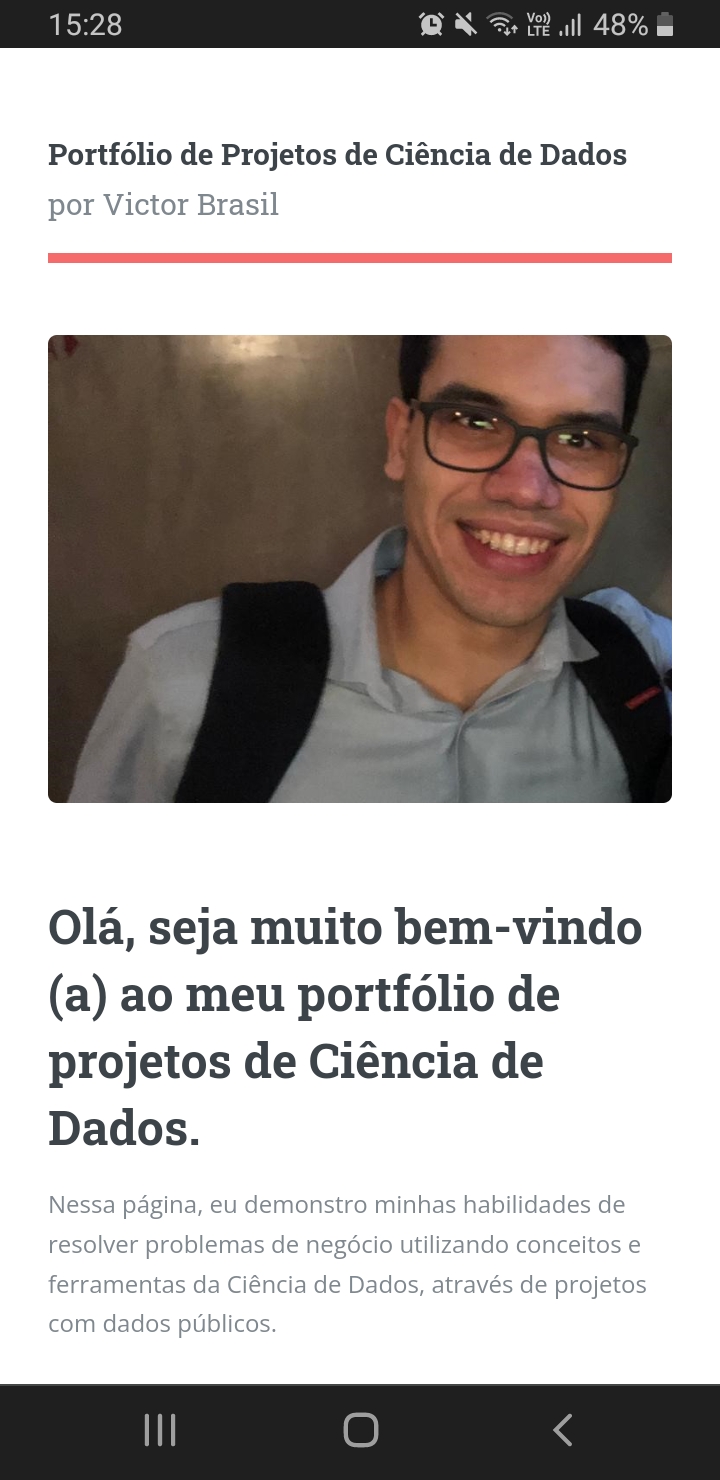 15:28
Vo))
LTE
48%
Portfólio de Projetos de Ciência de Dados
por Victor Brasil
Olá, seja muito bem-vindo
(a) ao meu portfólio de
projetos de Ciência de
Dados.
Nessa página, eu demonstro minhas habilidades de
resolver problemas de negócio utilizando conceitos e
ferramentas da Ciência de Dados, através de projetos
com dados públicos.